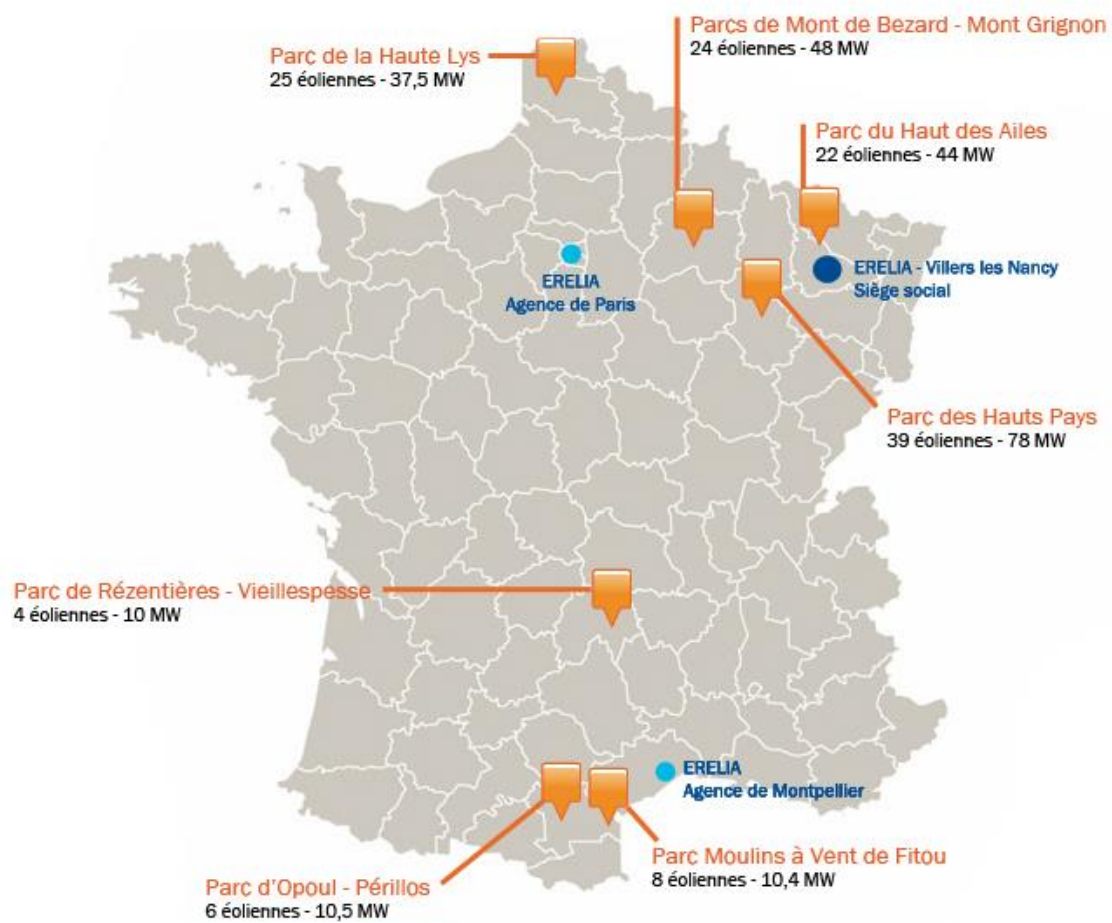 Parcs de Mont de Bezard - Mont Grignon
24 éoliennes - 48 MW
Parc de la Haute Lys
25 éoliennes - 37,5 MW
Parc du Haut des Ailes
22 éoliennes - 44 MW
ERELIA
Agence de Paris
ERELIA - Villers les Nancy
Siège social
Parc des Hauts Pays
39 éoliennes - 78 MW
Parc de Rézentières - Vieillespesse
4 éoliennes - 10 MW
ERELIA
Agence de Montpellier
Parc Moulins à Vent de Fitou
8 éoliennes - 10,4 MW
Parc d'Opoul - Périllos
6 éoliennes - 10,5 MW